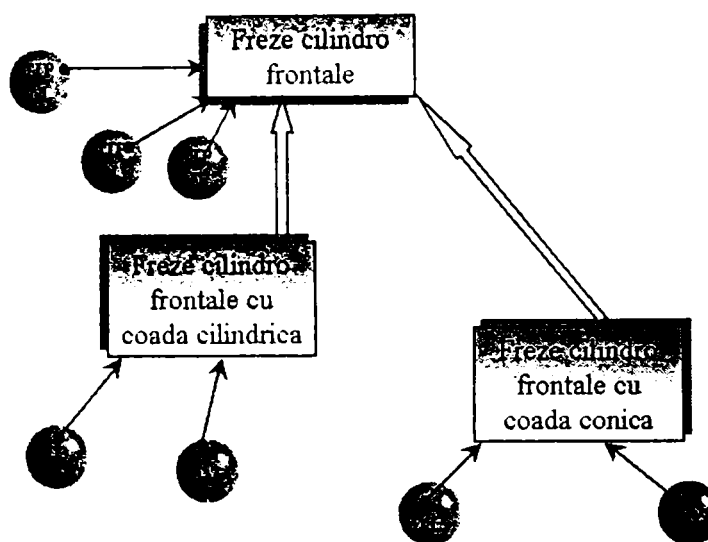 Freze cilindro
frontale
Freze cilindro
frontale cu
coada cilindrica
Freze cilindro
frontale cu
coada conica